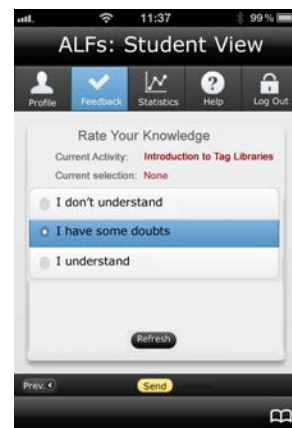 11:37 99%
ALFs: Student View
Profile Feedback Statistics Help Log Out
Rate Your Knowledge
Current Activity: Introduction to Tag Libraries
Current selection: None
I don't understand
I have some doubts
I understand
Refresh
Prev. Send